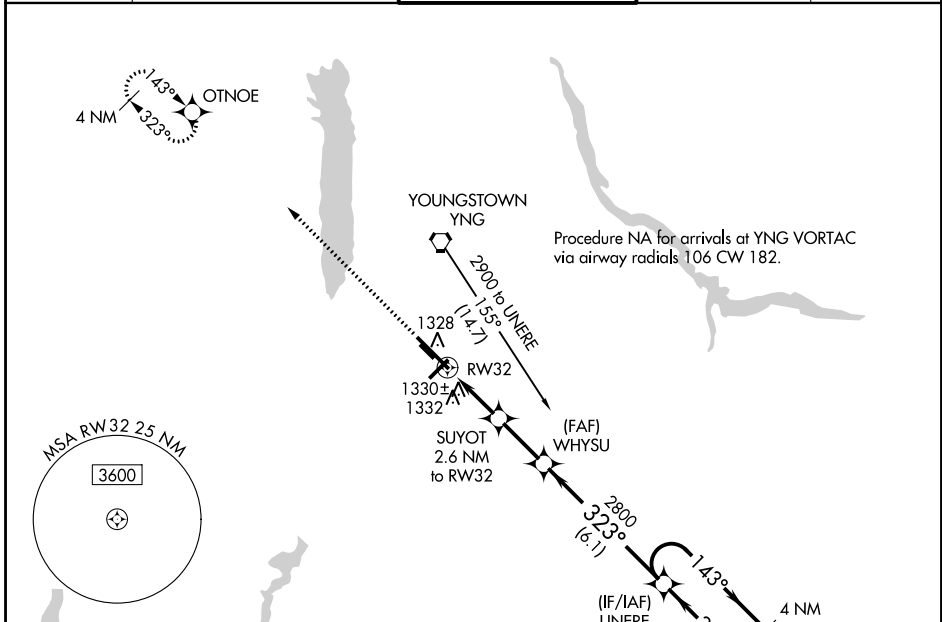 143°
OTNOE
4 NM
323°
YOUNGSTOWN
YNG
Procedure NA for arrivals at YNG VORTAC
via airway radials 106 CW 182.
2900 to UNERE
155°
(14.7)
1328
RW32
1330±
1332
(FAF)
WHYSU
SUYOT
2.6 NM
to RW32
MSA RW32 25 NM
3600
2800
323°
(6.1)
143°
4 NM
(IF/IAF)
UNERE